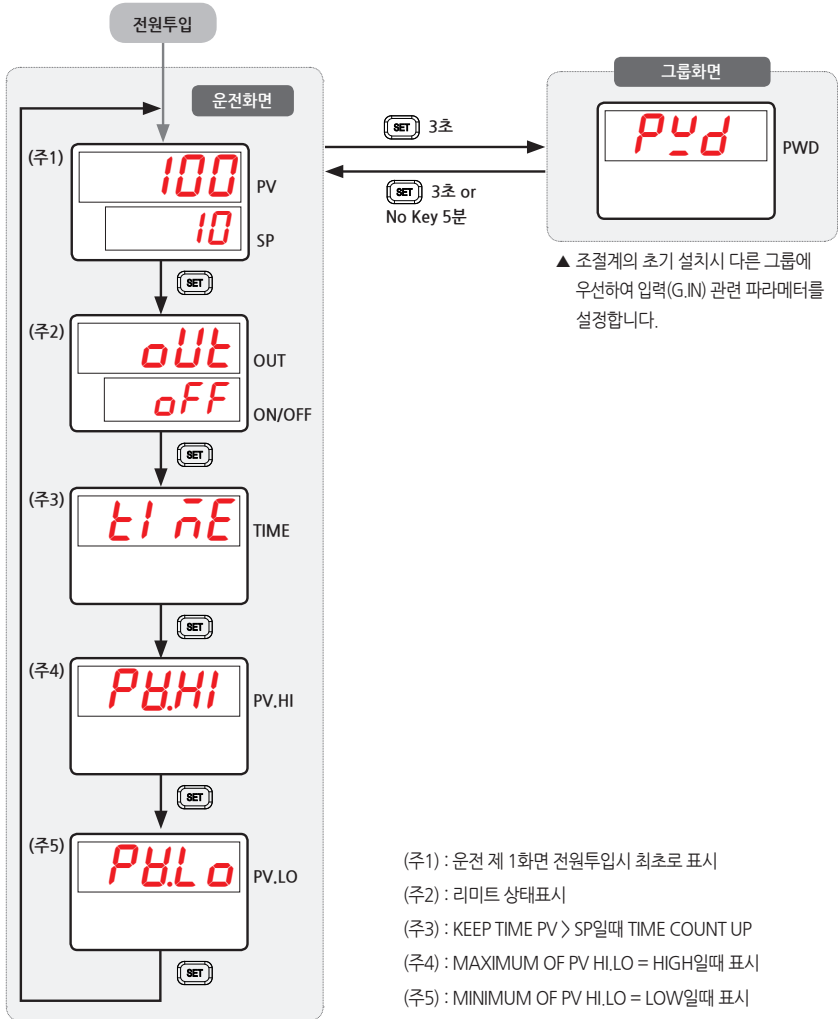 전원투입
운전화면
(주1)
100
PV
10
SP
SET
(주2)
oUt
OUT
oFF
ON/OFF
SET
(주3)
tIME
TIME
SET
(주4)
PV.HI
PV.HI
SET
(주5)
PV.Lo
PV.LO
SET
SET 3초
SET 3초 or
No Key 5분
그룹화면
PWd
PWD
▲ 조절계의 초기 설치시 다른 그룹에
우선하여 입력(G.IN) 관련 파라메터를
설정합니다.
(주1) : 운전 제 1화면 전원투입시 최초로 표시
(주2) : 리미트 상태표시
(주3) : KEEP TIME PV > SP일때 TIME COUNT UP
(주4) : MAXIMUM OF PV HI.LO = HIGH일때 표시
(주5) : MINIMUM OF PV HI.LO = LOW일때 표시